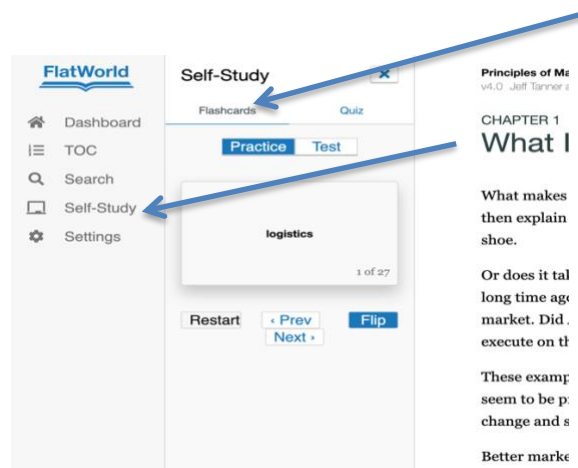 FlatWorld
Dashboard
TOC
Search
Self-Study
Settings
Self-Study
×
Flashcards Quiz
Practice Test
logistics
1 of 27
Restart ‹ Prev Flip
Next ›
Principles of Ma
v4.0 Jeff Tanner
CHAPTER 1
What
What makes
then explain
shoe.
Or does it
long time ago
market. Did
execute on
These examp
seem to be
change and s
Better marke